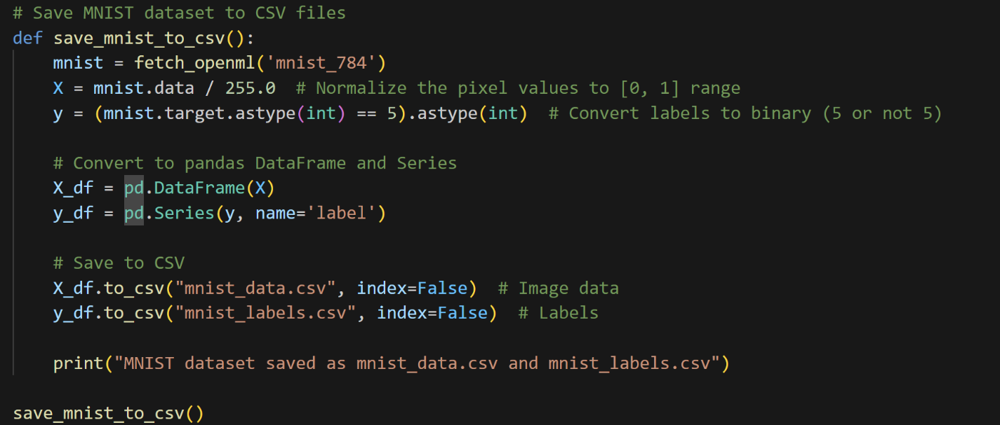 # Save MNIST dataset to CSV files
def save_mnist_to_csv():
    mnist = fetch_openml('mnist_784')
    X = mnist.data / 255.0  # Normalize the pixel values to [0, 1] range
    y = (mnist.target.astype(int) == 5).astype(int)  # Convert labels to binary (5 or not 5)

    # Convert to pandas DataFrame and Series
    X_df = pd.DataFrame(X)
    y_df = pd.Series(y, name='label')

    # Save to CSV
    X_df.to_csv("mnist_data.csv", index=False)  # Image data
    y_df.to_csv("mnist_labels.csv", index=False)  # Labels

    print("MNIST dataset saved as mnist_data.csv and mnist_labels.csv")

save_mnist_to_csv()